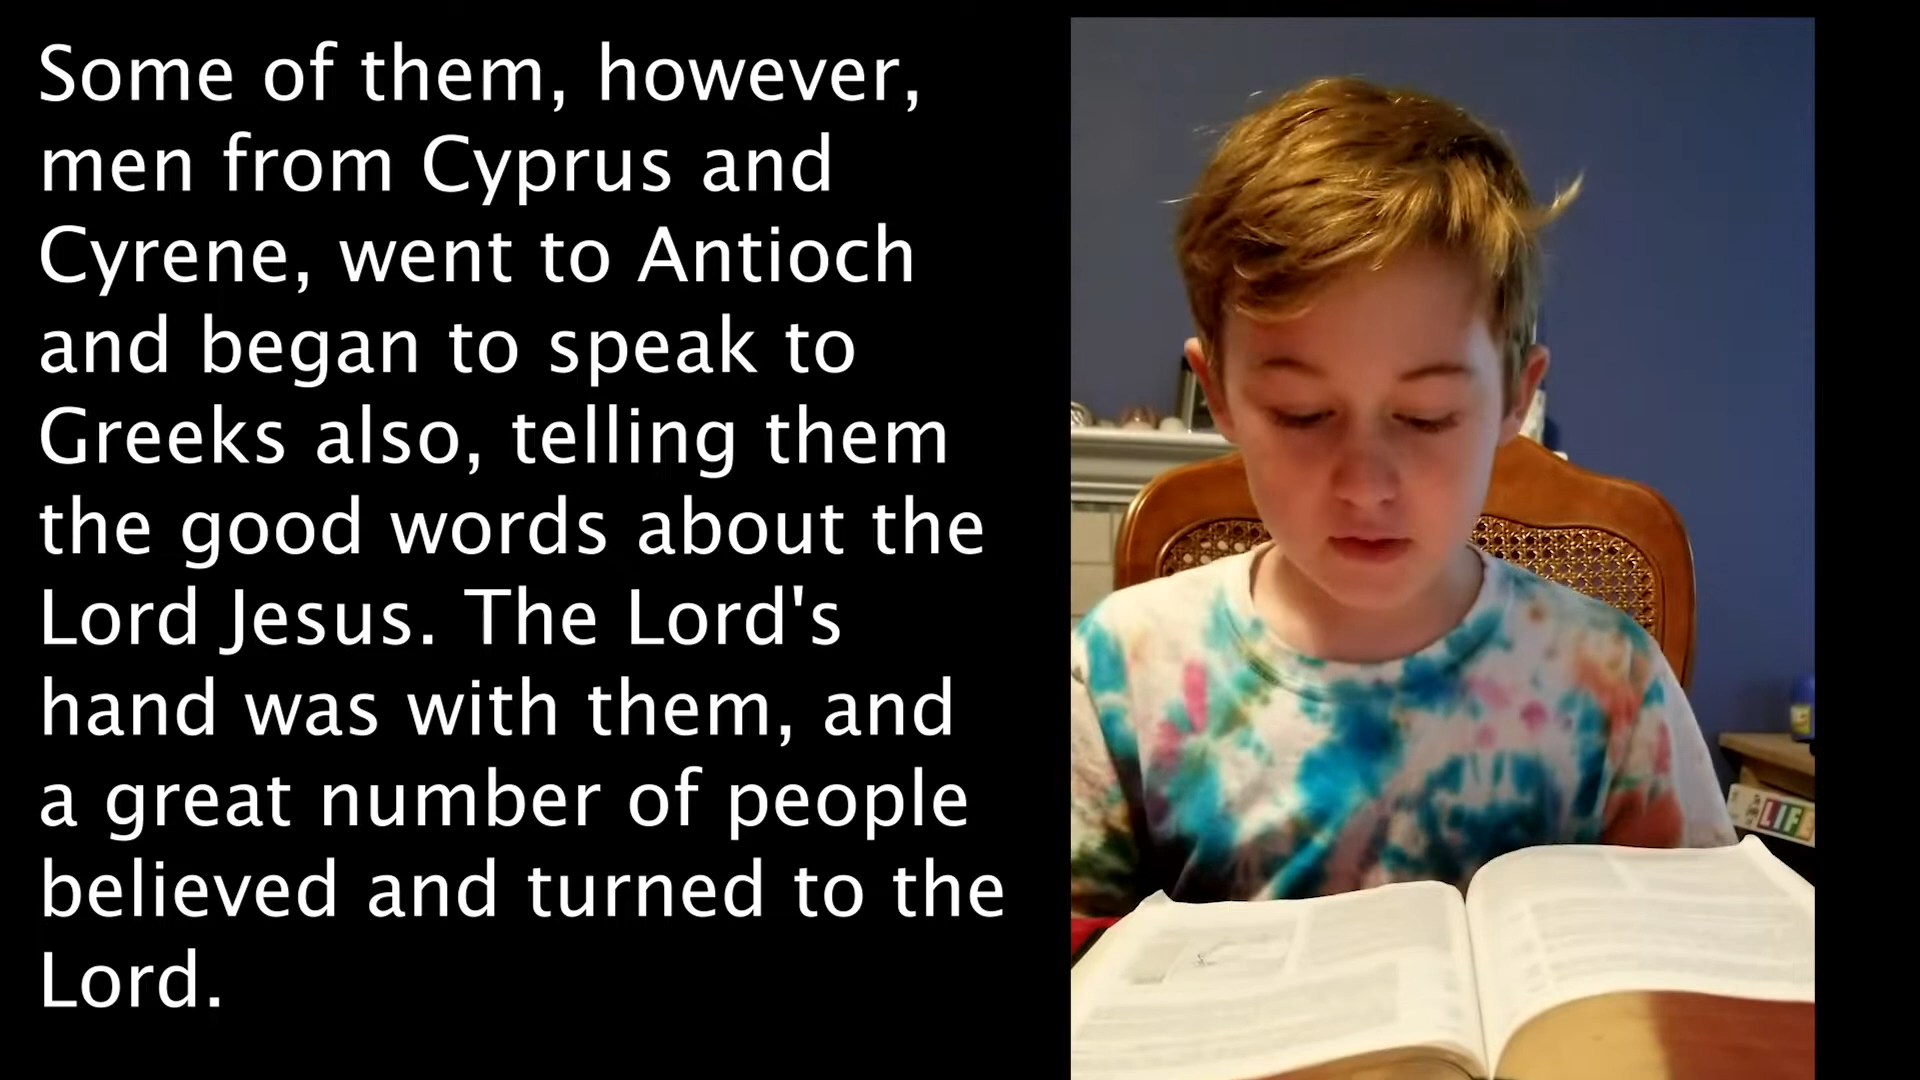 Some of them, however,
men from Cyprus and
Cyrene, went to Antioch
and began to speak to
Greeks also, telling them
the good words about the
Lord Jesus. The Lord's
hand was with them, and
a great number of people
believed and turned to the
Lord.
LIFE